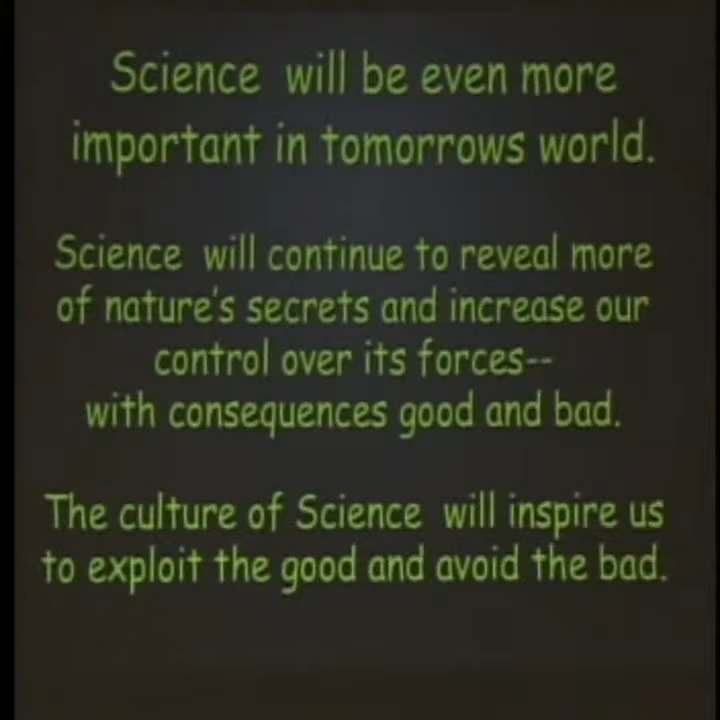 Science will be even more
important in tomorrows world.
Science will continue to reveal more
of nature's secrets and increase our
control over its forces--
with consequences good and bad.
The culture of Science will inspire us
to exploit the good and avoid the bad.